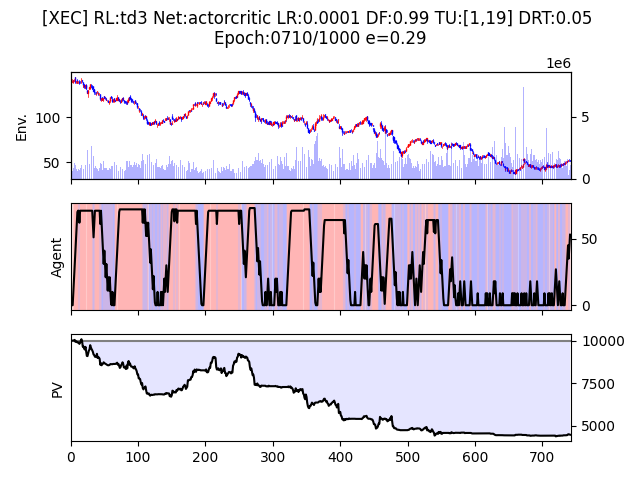 [XEC] RL:td3 Net:actorcritic LR:0.0001 DF:0.99 TU:[1,19] DRT:0.05
Epoch:0710/1000 e=0.29
1e6
Env.
100
50
5
0
Agent
50
0
PV
10000
7500
5000
0 100 200 300 400 500 600 700